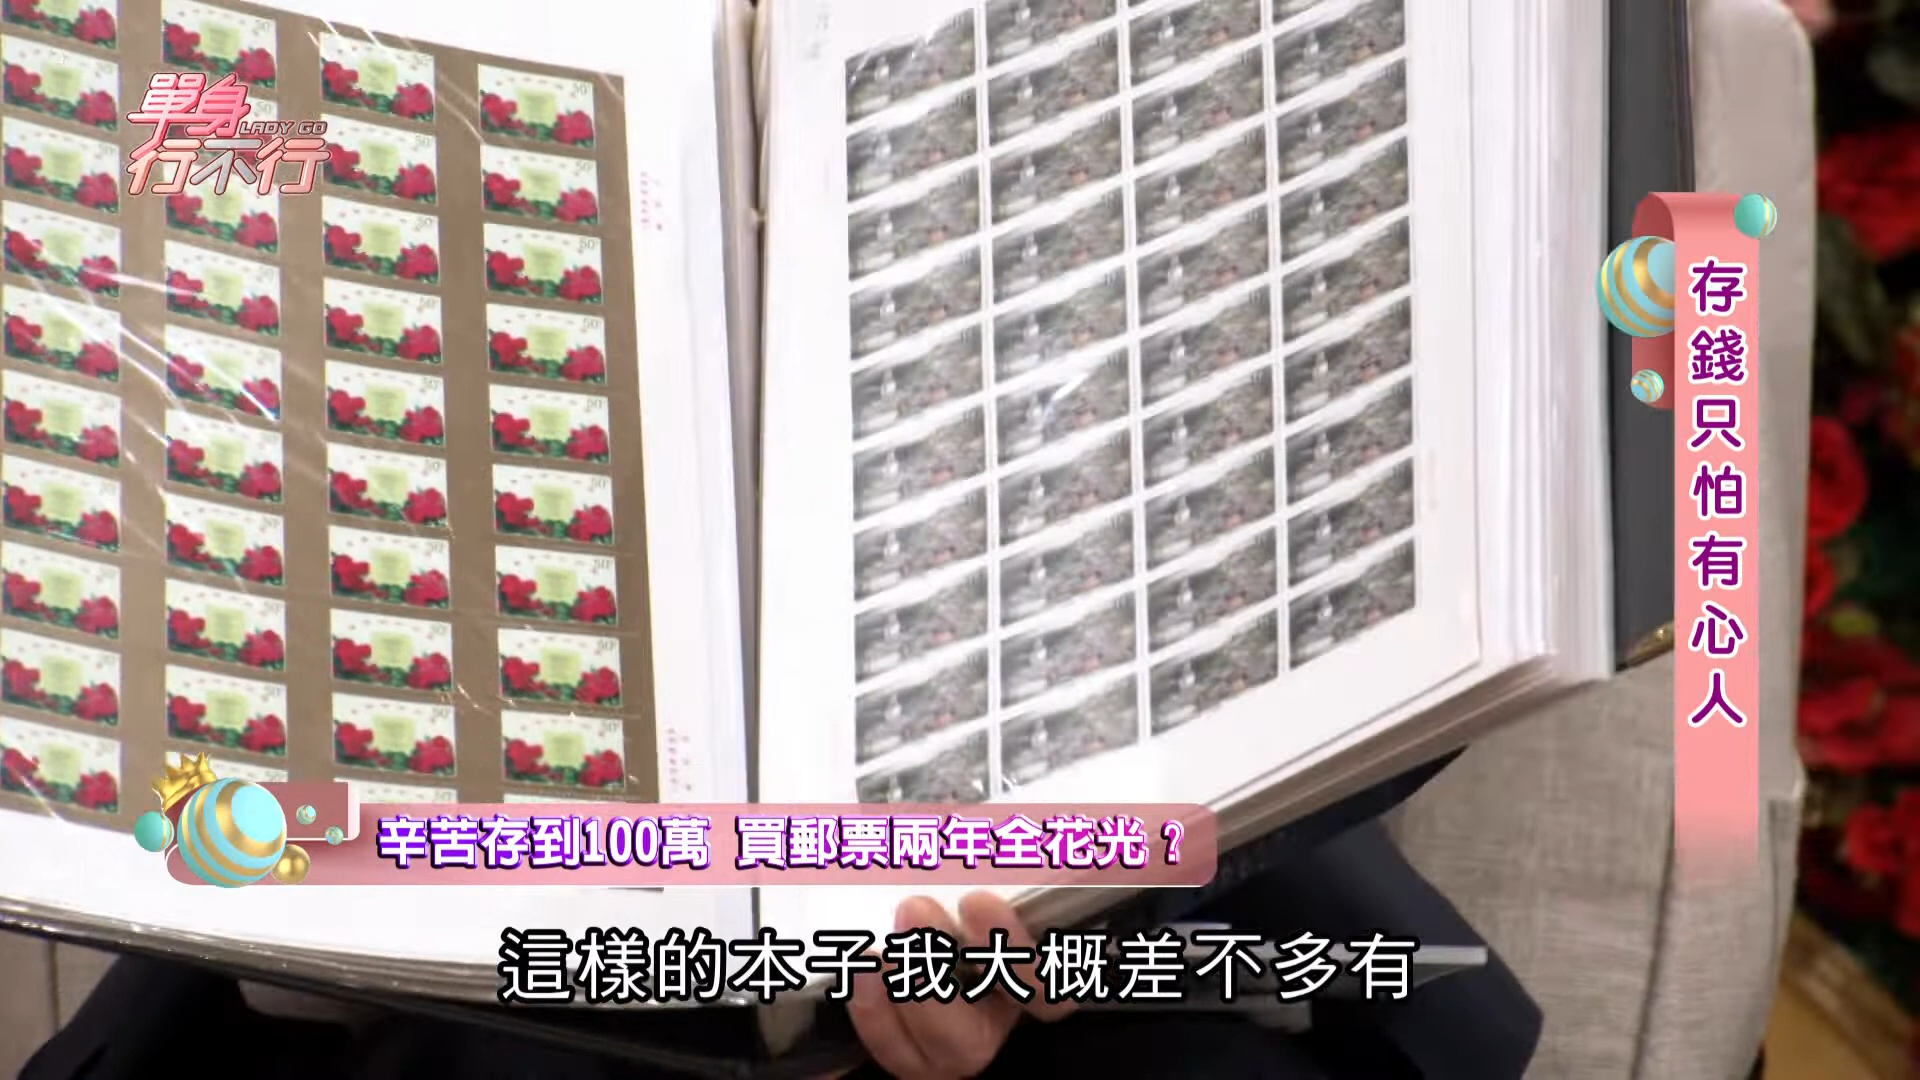 單身
LADY GO
行不行
存錢只怕有心人
辛苦存到100萬 買郵票兩年全花光?
這樣的本子我大概差不多有